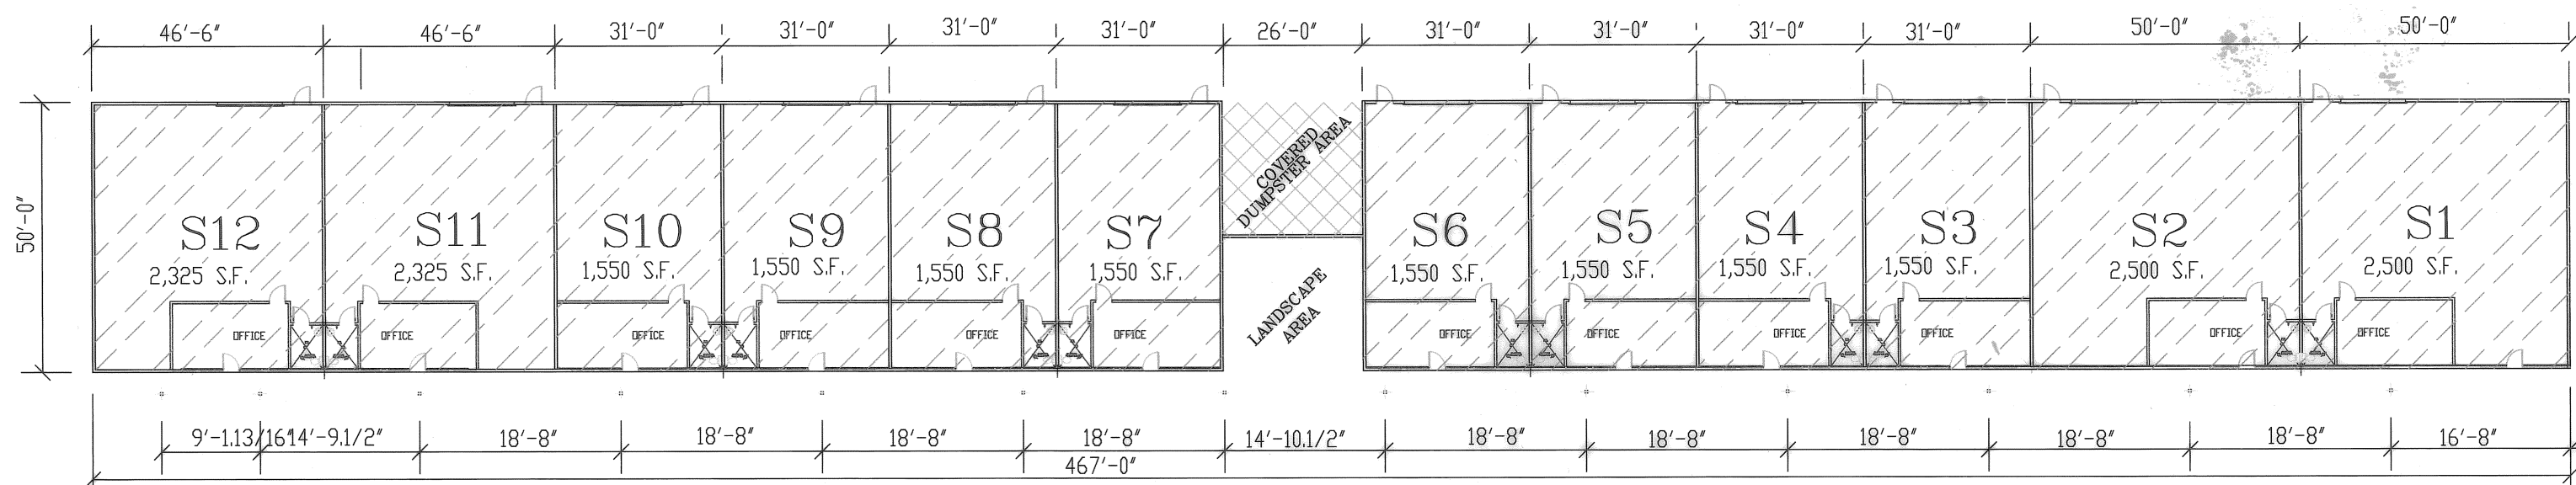 46'-6" 46'-6" 31'-0" 31'-0" 31'-0" 31'-0" 26'-0" 31'-0" 31'-0" 31'-0" 31'-0" 50'-0" 50'-0"
50'-0"
COVERED
DUMPSTER AREA
S12 S11 S10 S9 S8 S7 S6 S5 S4 S3 S2 S1
2,325 S.F. 2,325 S.F. 1,550 S.F. 1,550 S.F. 1,550 S.F. 1,550 S.F. 1,550 S.F. 1,550 S.F. 1,550 S.F. 1,550 S.F. 2,500 S.F. 2,500 S.F.
LANDSCAPE
AREA
OFFICE OFFICE OFFICE OFFICE OFFICE OFFICE OFFICE OFFICE OFFICE OFFICE OFFICE OFFICE
9'-1.13/16" 14'-9.1/2" 18'-8" 18'-8" 18'-8" 18'-8" 14'-10.1/2" 18'-8" 18'-8" 18'-8" 18'-8" 18'-8" 16'-8"
467'-0"